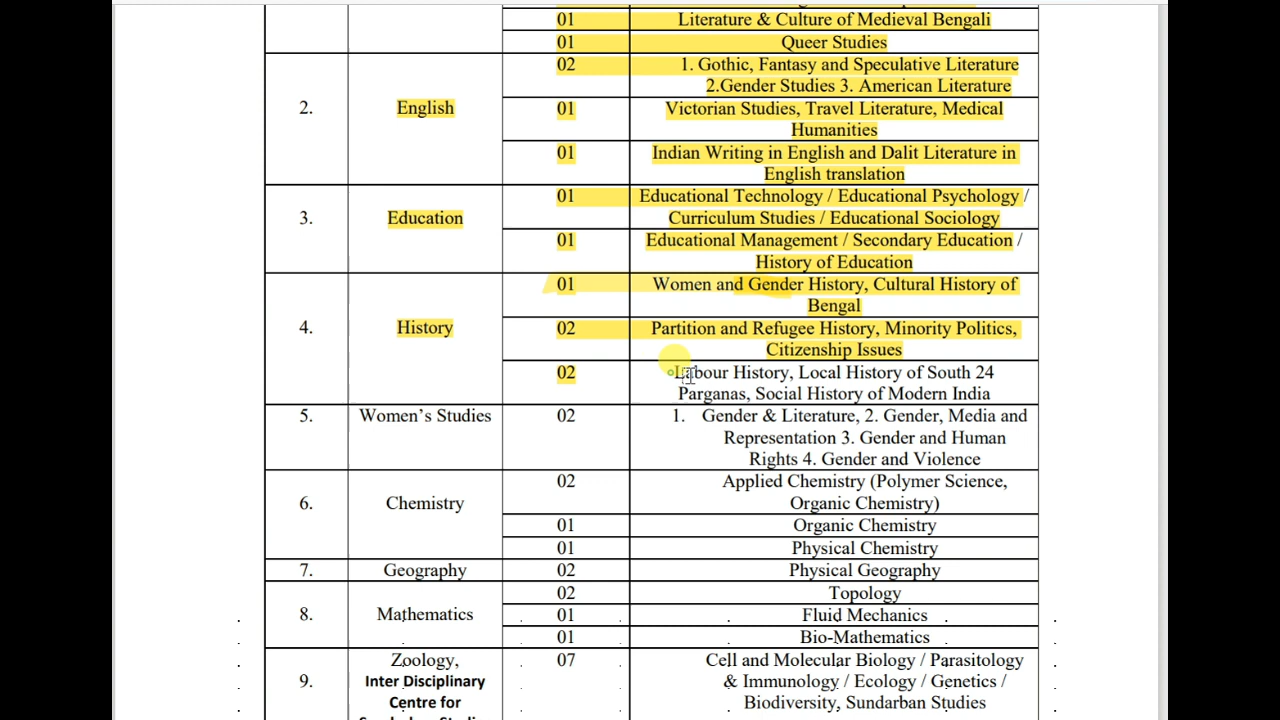 01 Literature & Culture of Medieval Bengali
01 Queer Studies
2. English 02 1. Gothic, Fantasy and Speculative Literature
2.Gender Studies 3. American Literature
01 Victorian Studies, Travel Literature, Medical
Humanities
01 Indian Writing in English and Dalit Literature in
English translation
3. Education 01 Educational Technology / Educational Psychology /
Curriculum Studies / Educational Sociology
01 Educational Management / Secondary Education /
History of Education
4. History 01 Women and Gender History, Cultural History of
Bengal
02 Partition and Refugee History, Minority Politics,
Citizenship Issues
02 Labour History, Local History of South 24
Parganas, Social History of Modern India
5. Women’s Studies 02 1. Gender & Literature, 2. Gender, Media and
Representation 3. Gender and Human
Rights 4. Gender and Violence
6. Chemistry 02 Applied Chemistry (Polymer Science,
Organic Chemistry)
01 Organic Chemistry
01 Physical Chemistry
7. Geography 02 Physical Geography
8. Mathematics 02 Topology
01 Fluid Mechanics
01 Bio-Mathematics
9. Zoology, 07 Cell and Molecular Biology / Parasitology
Inter Disciplinary & Immunology / Ecology / Genetics /
Centre for Biodiversity, Sundarban Studies